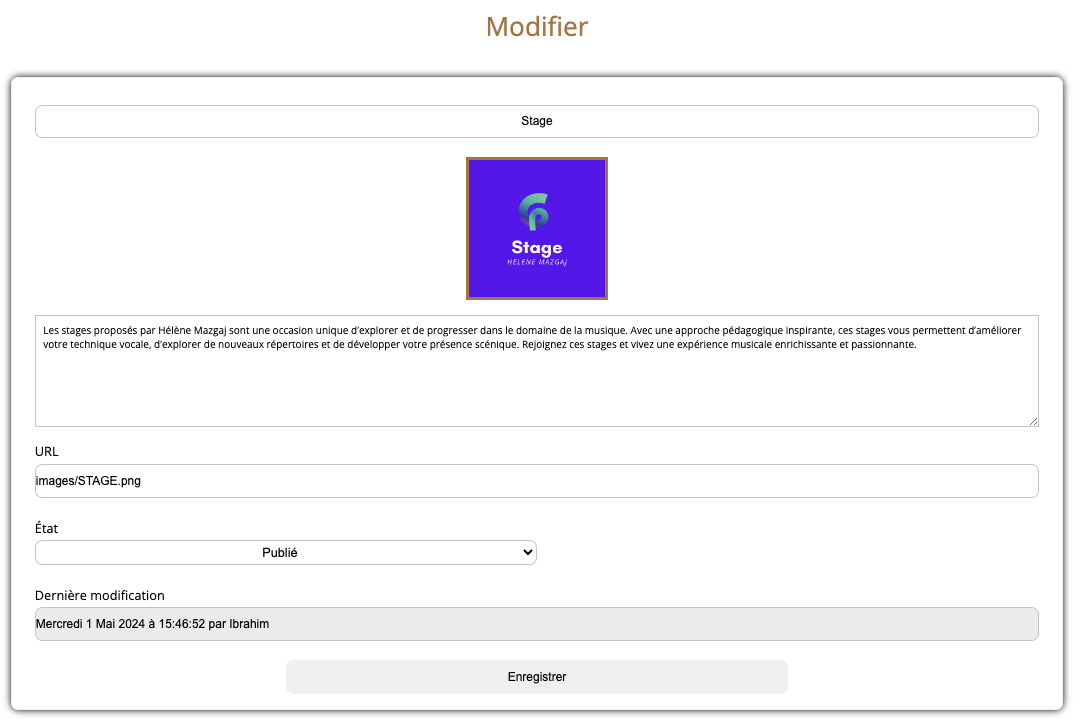 Modifier
Stage
Stage
HELENE MAZGAJ
Les stages proposés par Hélène Mazgaj sont une occasion unique d’explorer et de progresser dans le domaine de la musique. Avec une approche pédagogique inspirante, ces stages vous permettent d’améliorer
votre technique vocale, d’explorer de nouveaux répertoires et de développer votre présence scénique. Rejoignez ces stages et vivez une expérience musicale enrichissante et passionnante.
URL
images/STAGE.png
État
Publié
Dernière modification
Mercredi 1 Mai 2024 à 15:46:52 par Ibrahim
Enregistrer